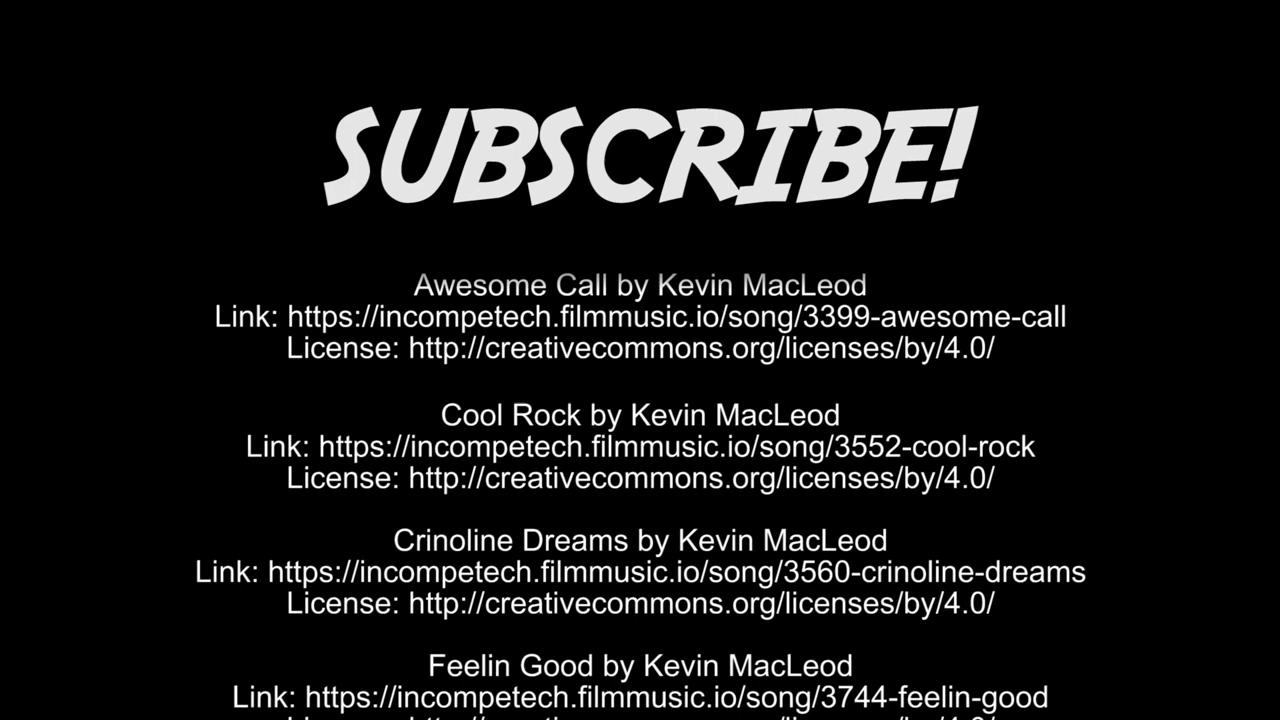 SUBSCRIBE!
Awesome Call by Kevin MacLeod
Link: https://incompetech.filmmusic.io/song/3399-awesome-call
License: http://creativecommons.org/licenses/by/4.0/
Cool Rock by Kevin MacLeod
Link: https://incompetech.filmmusic.io/song/3552-cool-rock
License: http://creativecommons.org/licenses/by/4.0/
Crinoline Dreams by Kevin MacLeod
Link: https://incompetech.filmmusic.io/song/3560-crinoline-dreams
License: http://creativecommons.org/licenses/by/4.0/
Feelin Good by Kevin MacLeod
Link: https://incompetech.filmmusic.io/song/3744-feelin-good